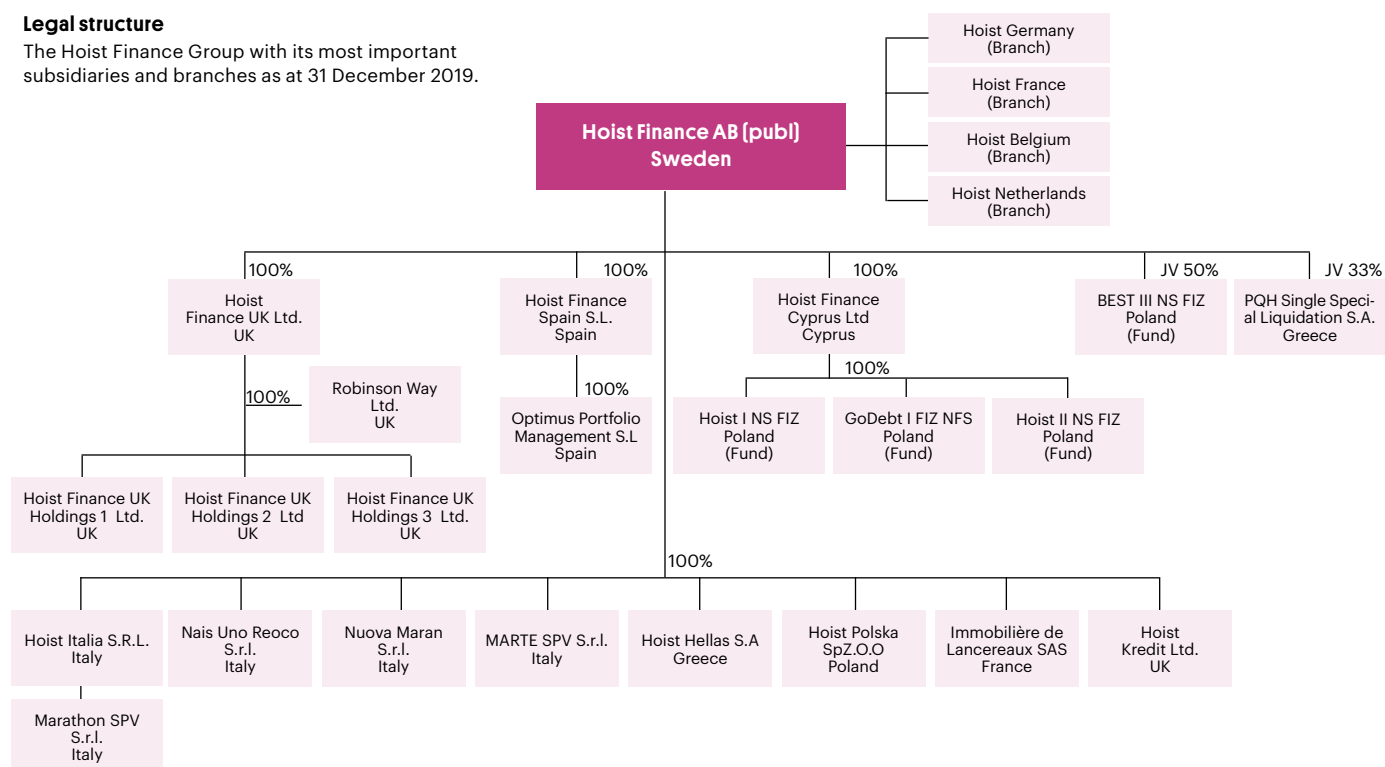 Legal structure
The Hoist Finance Group with its most important
subsidiaries and branches as at 31 December 2019.
Hoist Germany
(Branch)
Hoist France
(Branch)
Hoist Finance AB (publ)
Sweden
Hoist Belgium
(Branch)
Hoist Netherlands
(Branch)
100%
Hoist
Finance UK Ltd.
UK
100%
Hoist Finance
Spain S.L.
Spain
100%
Hoist Finance
Cyprus Ltd
Cyprus
JV 50%
BEST III NS FIZ
Poland
(Fund)
JV 33%
PQH Single Speci-
al Liquidation S.A.
Greece
100%
Robinson Way
Ltd.
UK
100%
Optimus Portfolio
Management S.L
Spain
100%
Hoist I NS FIZ
Poland
(Fund)
GoDebt I FIZ NFS
Poland
(Fund)
Hoist II NS FIZ
Poland
(Fund)
Hoist Finance UK
Holdings 1 Ltd.
UK
Hoist Finance UK
Holdings 2 Ltd
UK
Hoist Finance UK
Holdings 3 Ltd.
UK
100%
Hoist Italia S.R.L.
Italy
Nais Uno Reoco
S.r.l.
Italy
Nuova Maran
S.r.l.
Italy
MARTE SPV S.r.l.
Italy
Hoist Hellas S.A
Greece
Hoist Polska
SpZ.O.O
Poland
Immobilière de
Lancereaux SAS
France
Hoist
Kredit Ltd.
UK
Marathon SPV
S.r.l.
Italy